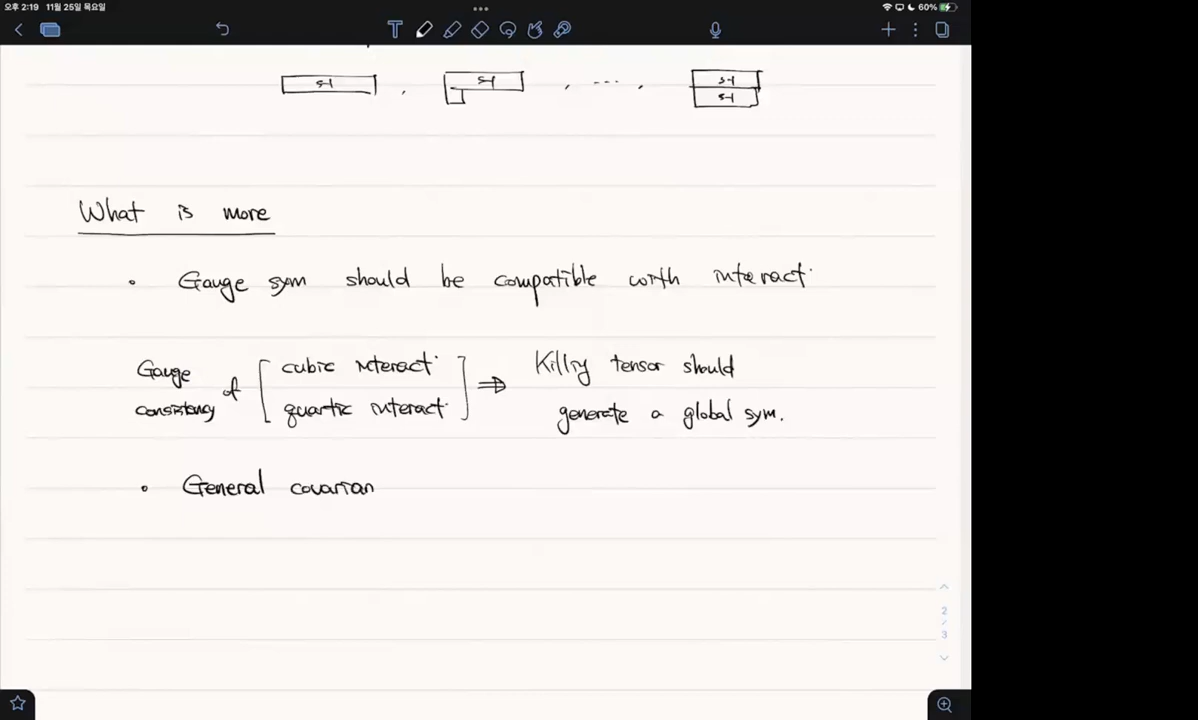 오후 2:19 11월 25일 목요일 60%
s-1 , s-1 , ... , s-1
s-1
What is more
• Gauge sym should be compatible with interact.
Gauge consistency of [ cubic interact. quartic interact. ] ⇒ Killing tensor should generate a global sym.
• General covarian
2
/
3